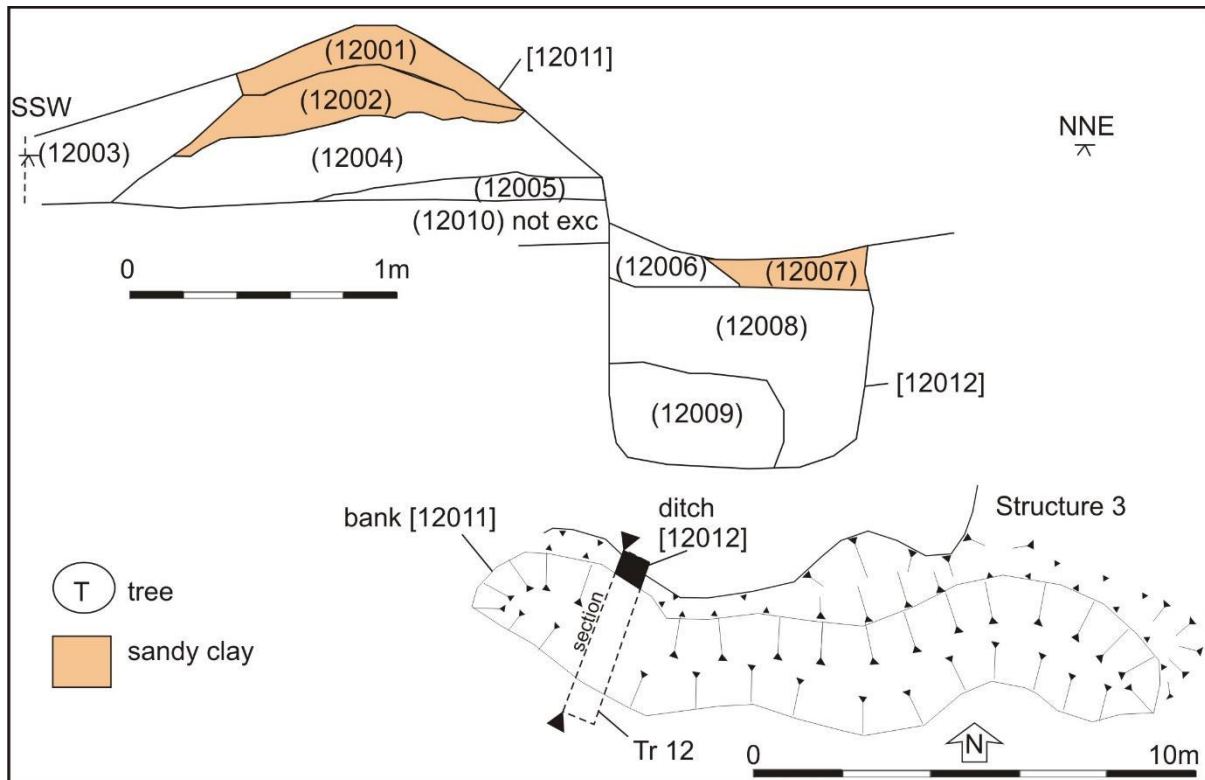 (12001)
[12011]
(12002)
SSW
NNE
(12003)
(12004)
(12005)
(12010) not exc
0
1m
(12006)
(12007)
(12008)
[12012]
(12009)
bank [12011]
ditch
[12012]
Structure 3
T
tree
section
sandy clay
Tr 12
N
0
10m